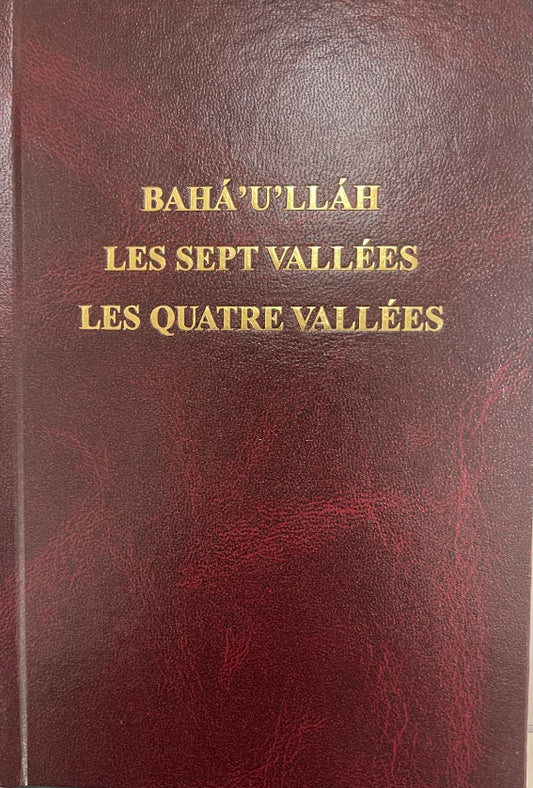 BAHÁ'U'LLÁH
LES SEPT VALLÉES
LES QUATRE VALLÉES